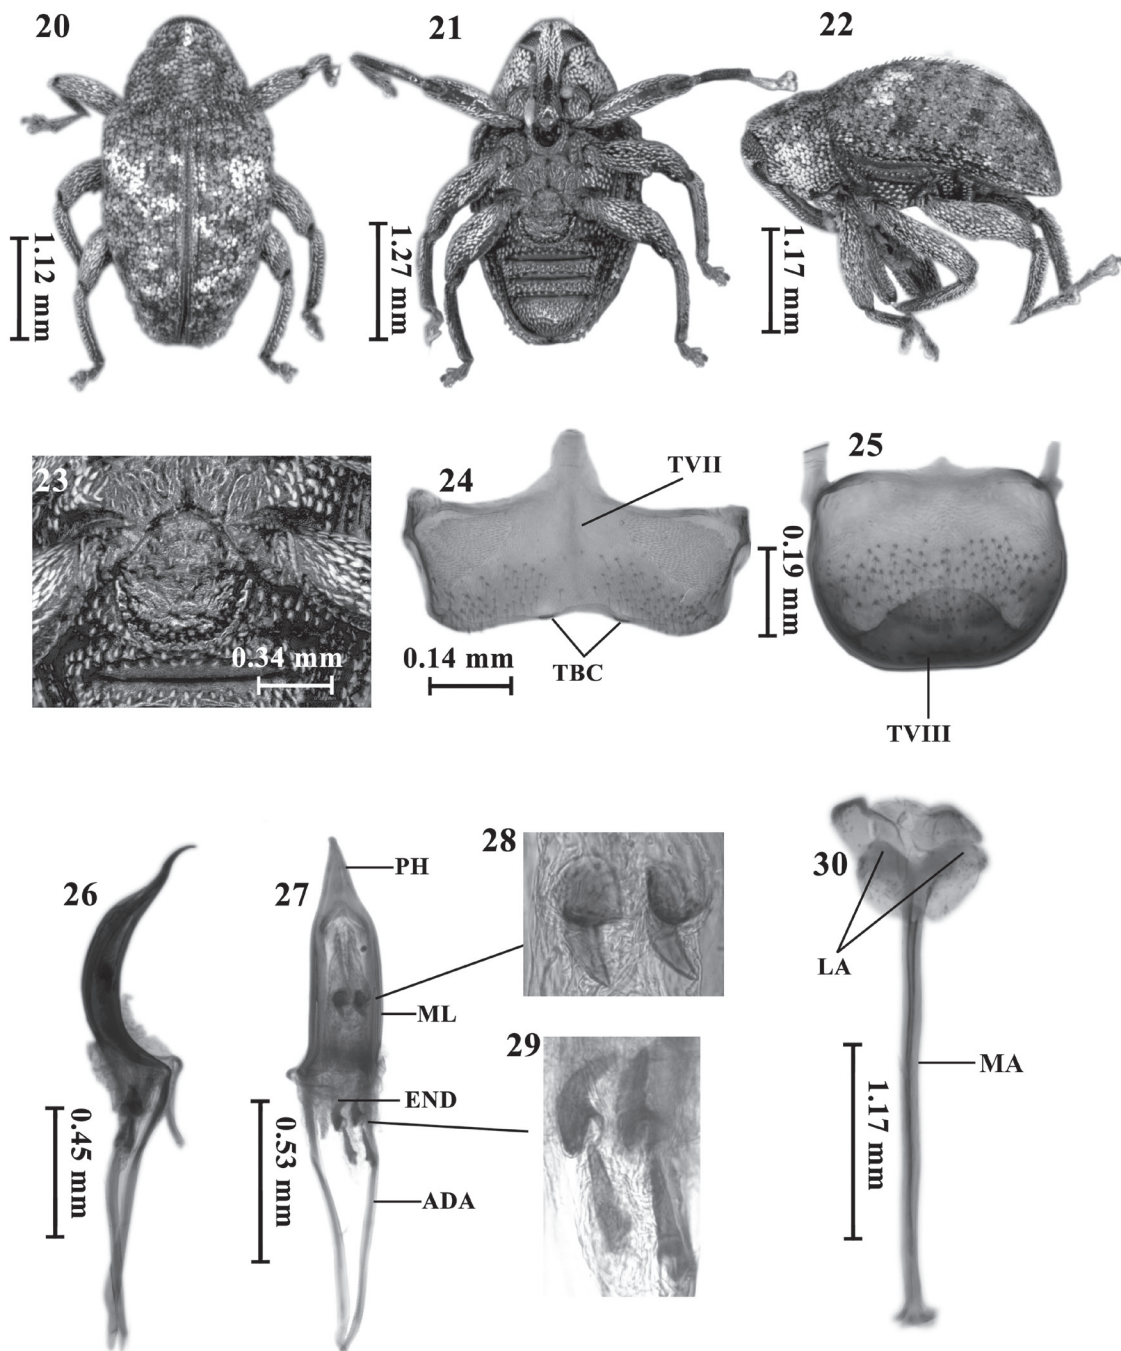 20
21
22
1.12 mm
1.27 mm
1.17 mm
23
0.34 mm
24
TVII
0.14 mm
TBC
25
0.19 mm
TVIII
26
0.45 mm
27
PH
ML
END
0.53 mm
ADA
28
29
30
LA
MA
1.17 mm